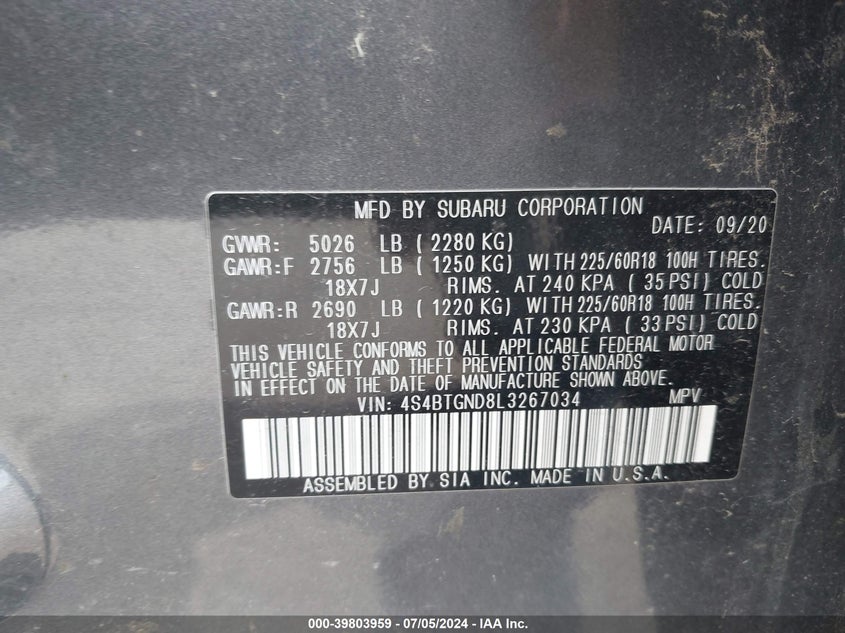 MFD BY SUBARU CORPORATION
DATE: 09/20
GVWR: 5026 LB ( 2280 KG)
GAWR:F 2756 LB ( 1250 KG) WITH 225/60R18 100H TIRES.
18X7J RIMS. AT 240 KPA ( 35 PSI) COLD
GAWR:R 2690 LB ( 1220 KG) WITH 225/60R18 100H TIRES.
18X7J RIMS. AT 230 KPA ( 33 PSI) COLD
THIS VEHICLE CONFORMS TO ALL APPLICABLE FEDERAL MOTOR
VEHICLE SAFETY AND THEFT PREVENTION STANDARDS
IN EFFECT ON THE DATE OF MANUFACTURE SHOWN ABOVE.
VIN: 4S4BTGND8L3267034 MPV
ASSEMBLED BY SIA INC. MADE IN U.S.A.
000-39803959 - 07/05/2024 - IAA Inc.